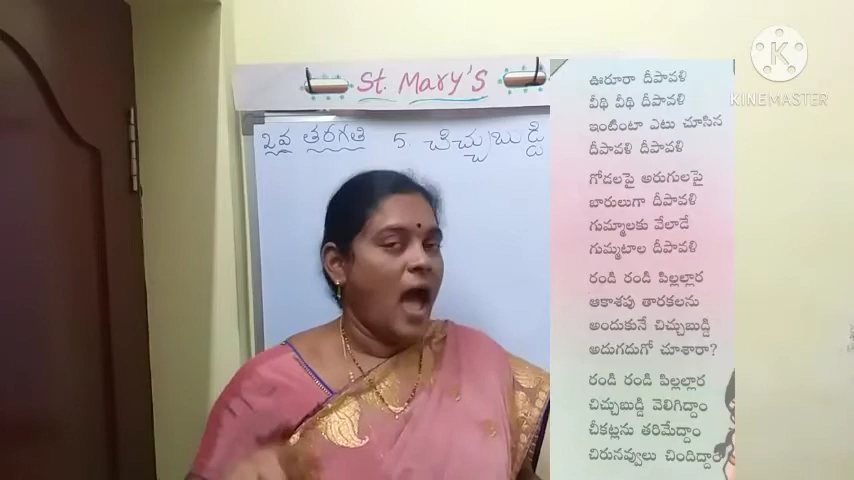 St. Mary's
KINEMASTER
2వ తరగతి 5. చిచ్చుబుడ్డి
ఊరూరా దీపావళి
వీథి వీథి దీపావళి
ఇంటింటా ఎటు చూసిన
దీపావళి దీపావళి
గోడలపై అరుగులపై
బారులుగా దీపావళి
గుమ్మాలకు వేలాడే
గుమ్మటాల దీపావళి
రండి రండి పిల్లల్లార
ఆకాశపు తారకలను
అందుకునే చిచ్చుబుడ్డి
అదుగదుగో చూశారా?
రండి రండి పిల్లల్లార
చిచ్చుబుడ్డి వెలిగిద్దాం
చీకట్లను తరిమేద్దాం
చిరునవ్వులు చిందిద్దాం